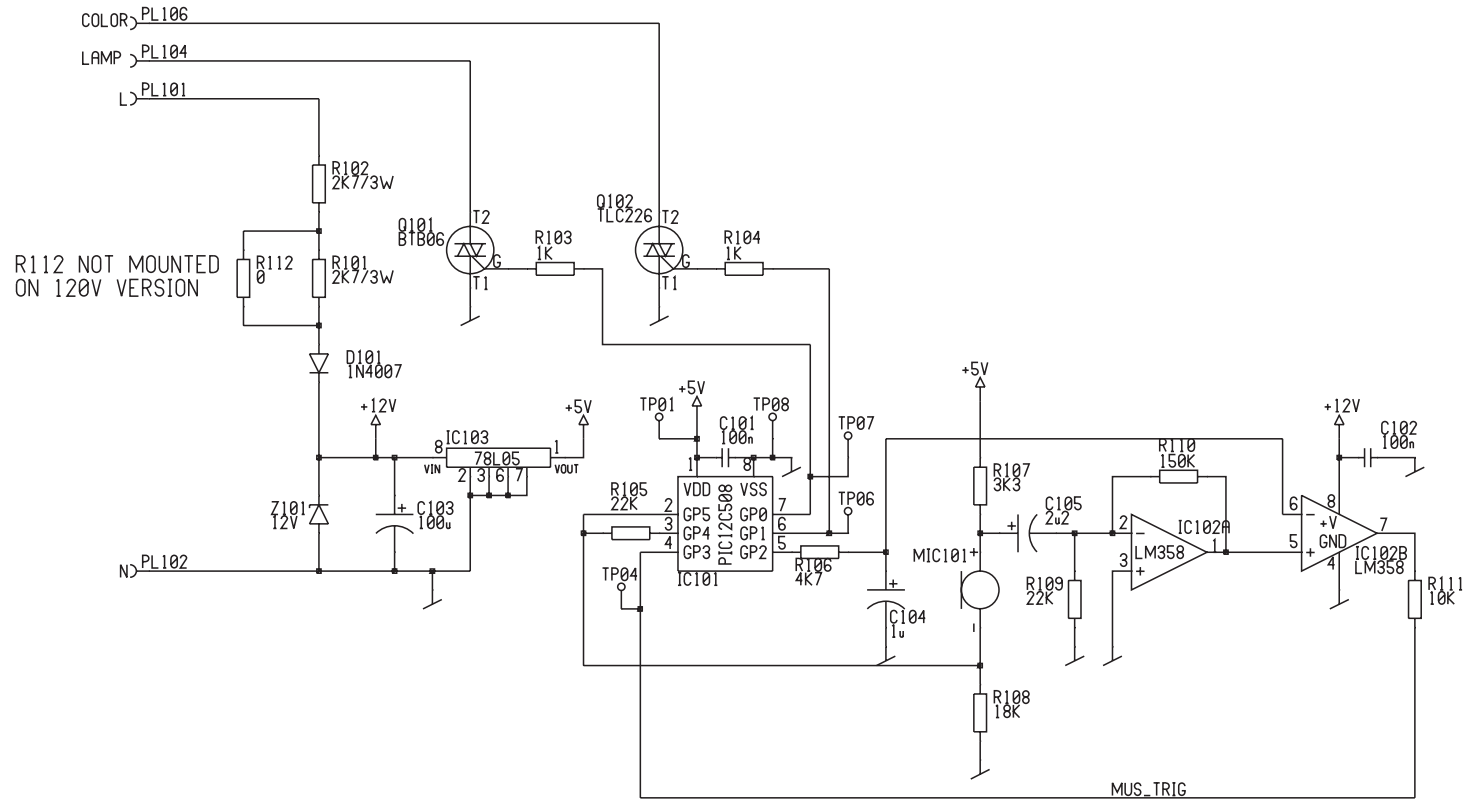 COLOR PL106
LAMP PL104
L PL101
R102
2K7/3W
R112 NOT MOUNTED
ON 120V VERSION
R112
0
R101
2K7/3W
D101
1N4007
Q101
BTB06
T2
G
T1
R103
1K
Q102
TLC226
T2
G
T1
R104
1K
+12V
IC103
8
78L05
1
VIN
VOUT
2 3 6 7
+5V
Z101
12V
C103
100u
+
N PL102
TP01
+5V
C101
100n
TP08
TP07
TP06
1
8
VDD VSS
R105
22K
2 GP5 GP0 7
3 GP4 GP1 6
4 GP3 GP2 5
PIC12C508
IC101
TP04
R106
4K7
+
C104
1u
+5V
R107
3K3
C105
2u2
+
MIC101 +
R108
18K
R109
22K
R110
150K
2 -
3 +
LM358
IC102A
1
+12V
C102
100n
6 -
5 +
8
+V
GND
4
7
IC102B
LM358
R111
10K
MUS_TRIG